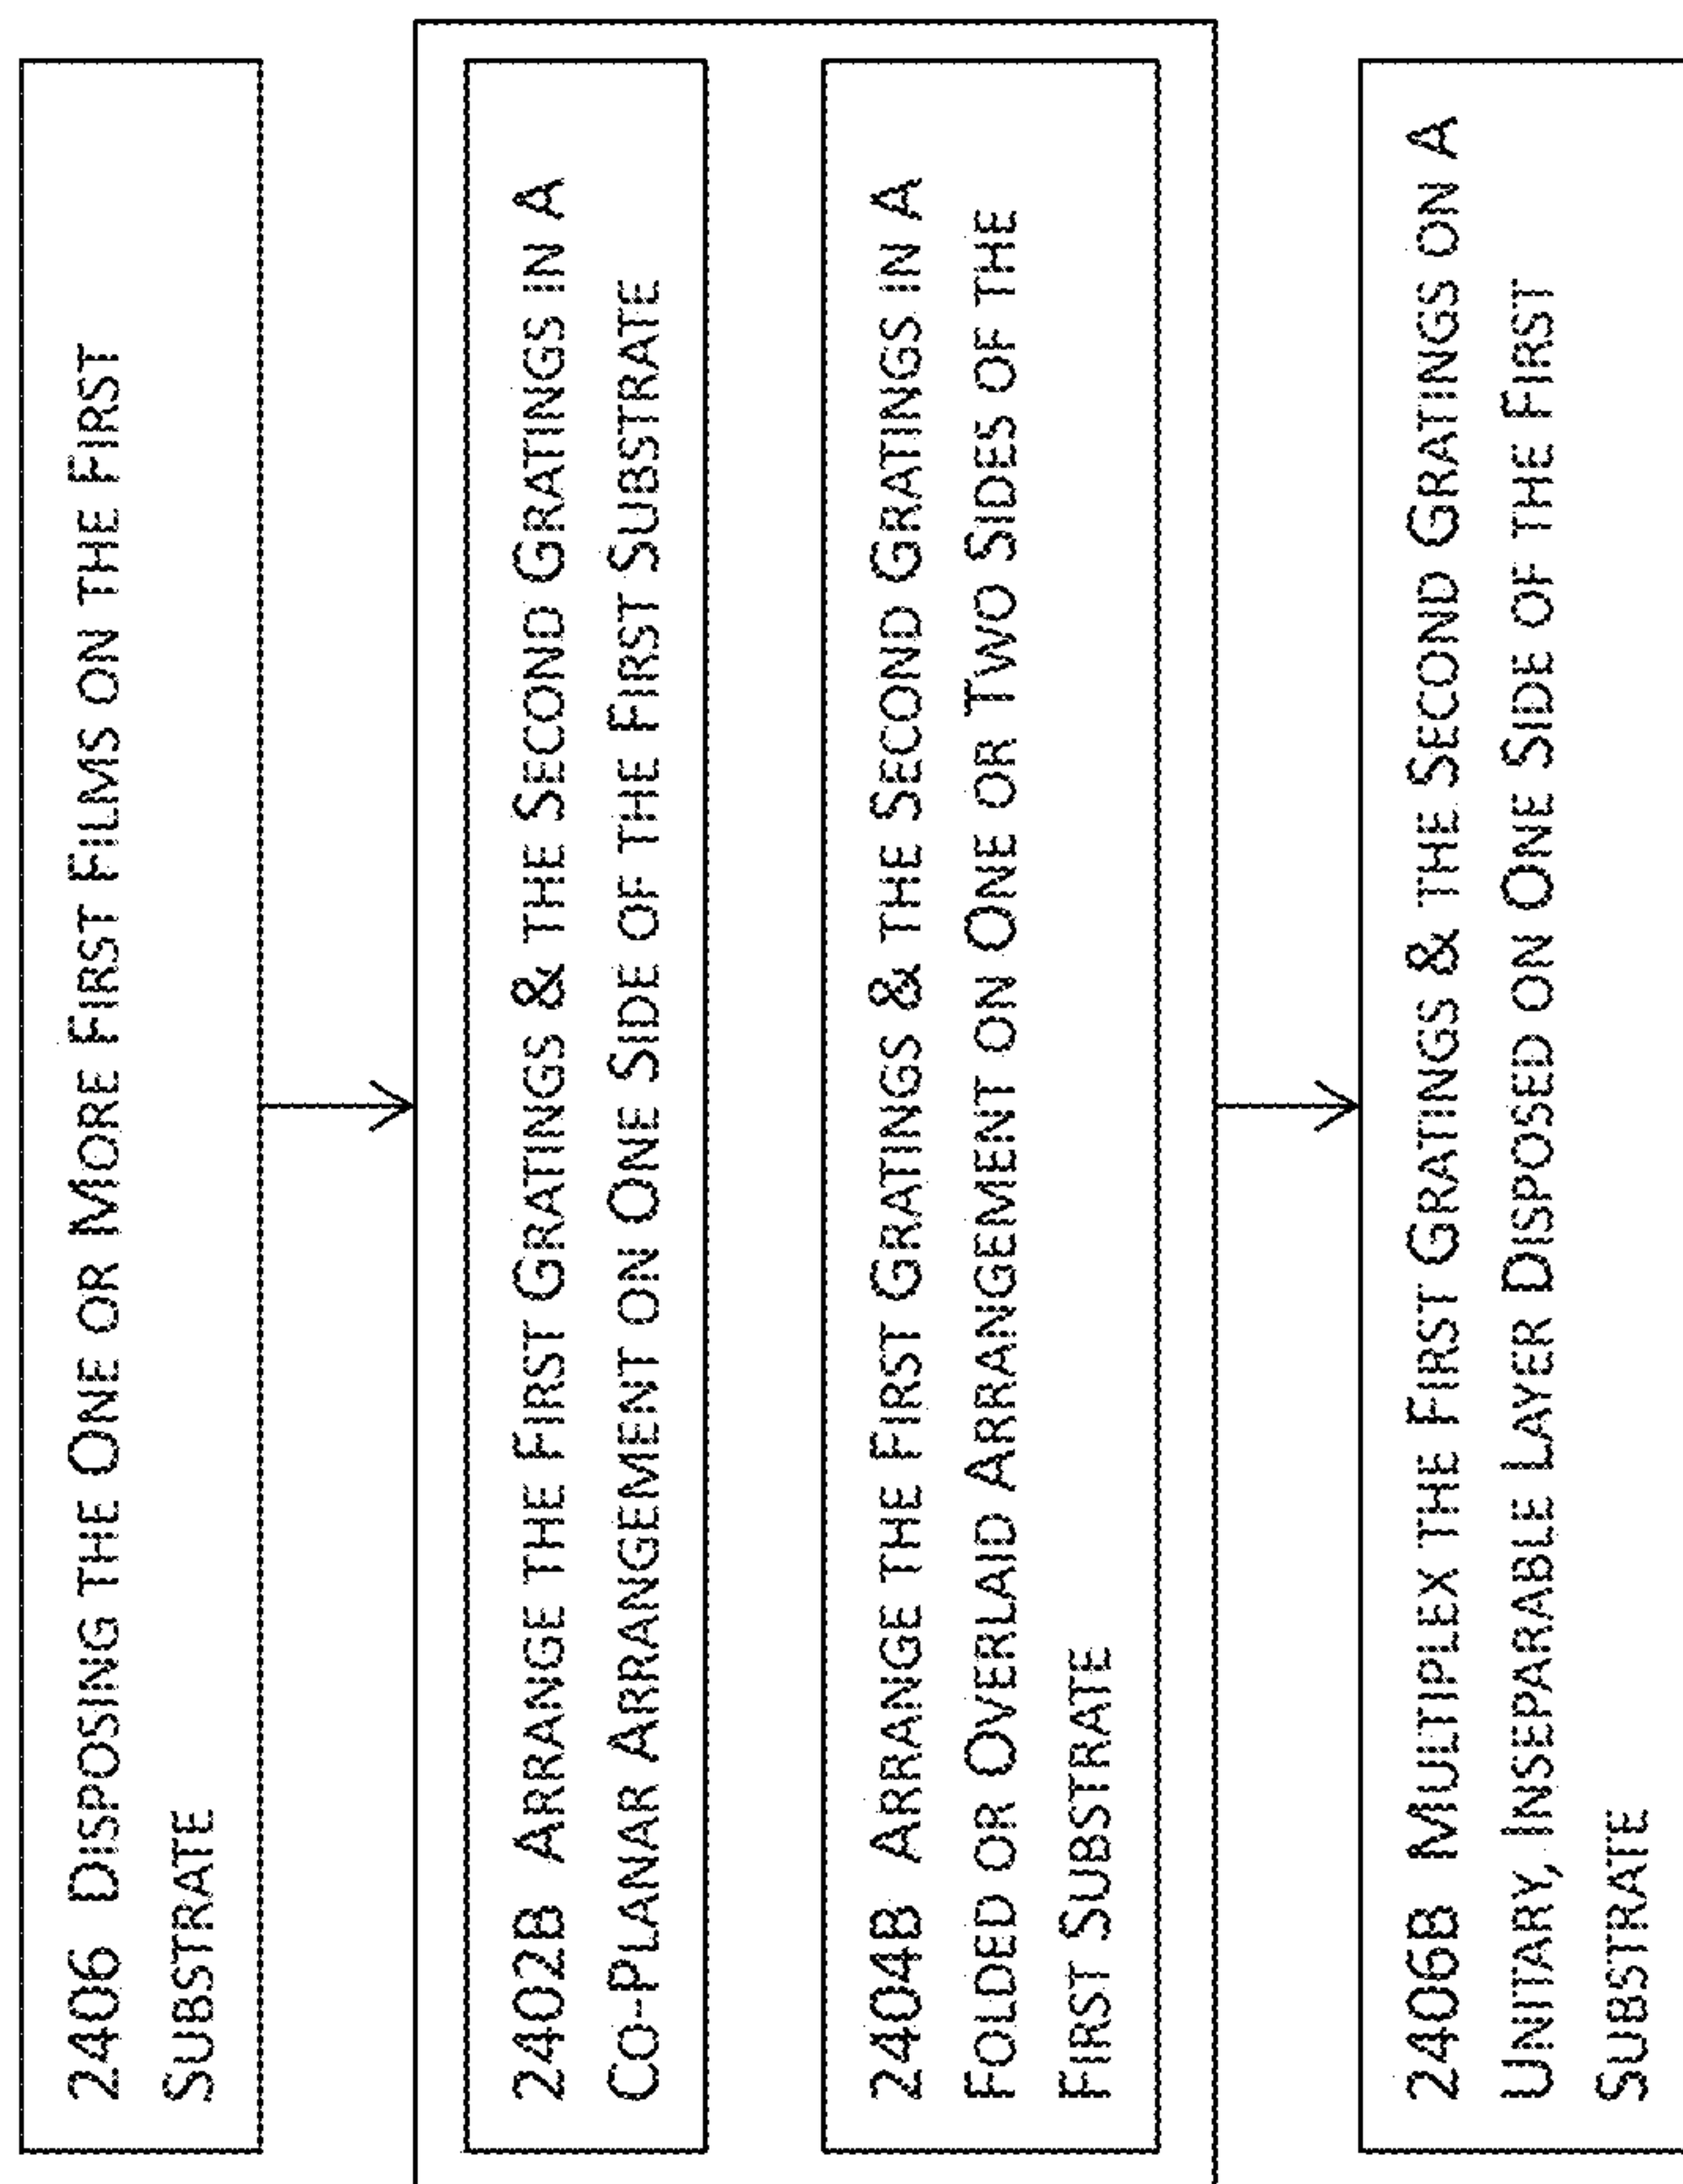 2406 Disposing the One or More First Films on the First
Substrate
2402B Arrange the First Gratings & the Second Gratings in a
Co-Planar Arrangement on One Side of the First Substrate
2404B Arrange the First Gratings & the Second Gratings in a
Folded or Overlaid Arrangement on One or Two Sides of the
First Substrate
2406B Multiplex the First Gratings & the Second Gratings on a
Unitary, Inseparable Layer Disposed on One Side of the First
Substrate